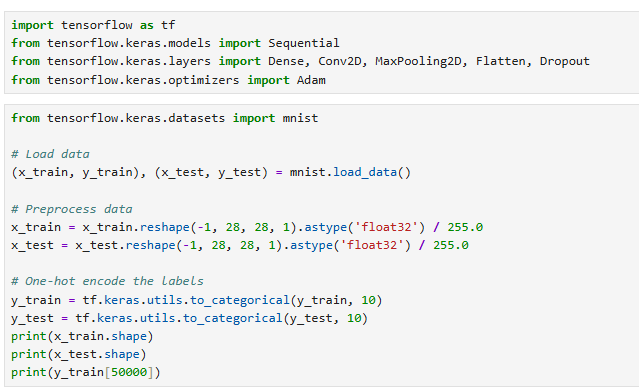 import tensorflow as tf
from tensorflow.keras.models import Sequential
from tensorflow.keras.layers import Dense, Conv2D, MaxPooling2D, Flatten, Dropout
from tensorflow.keras.optimizers import Adam
from tensorflow.keras.datasets import mnist
# Load data
(x_train, y_train), (x_test, y_test) = mnist.load_data()
# Preprocess data
x_train = x_train.reshape(-1, 28, 28, 1).astype('float32') / 255.0
x_test = x_test.reshape(-1, 28, 28, 1).astype('float32') / 255.0
# One-hot encode the labels
y_train = tf.keras.utils.to_categorical(y_train, 10)
y_test = tf.keras.utils.to_categorical(y_test, 10)
print(x_train.shape)
print(x_test.shape)
print(y_train[50000])